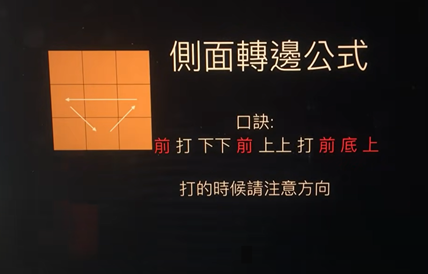 側面轉邊公式
口訣:
前 打 下下 前 上上 打 前 底 上
打的時候請注意方向